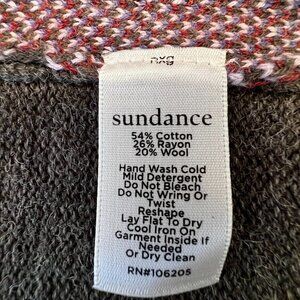 sundance
54% Cotton
26% Rayon
20% Wool
Hand Wash Cold
Mild Detergent
Do Not Bleach
Do Not Wring Or
Twist
Reshape
Lay Flat To Dry
Cool Iron On
Garment Inside If
Needed
Or Dry Clean
RN#106205